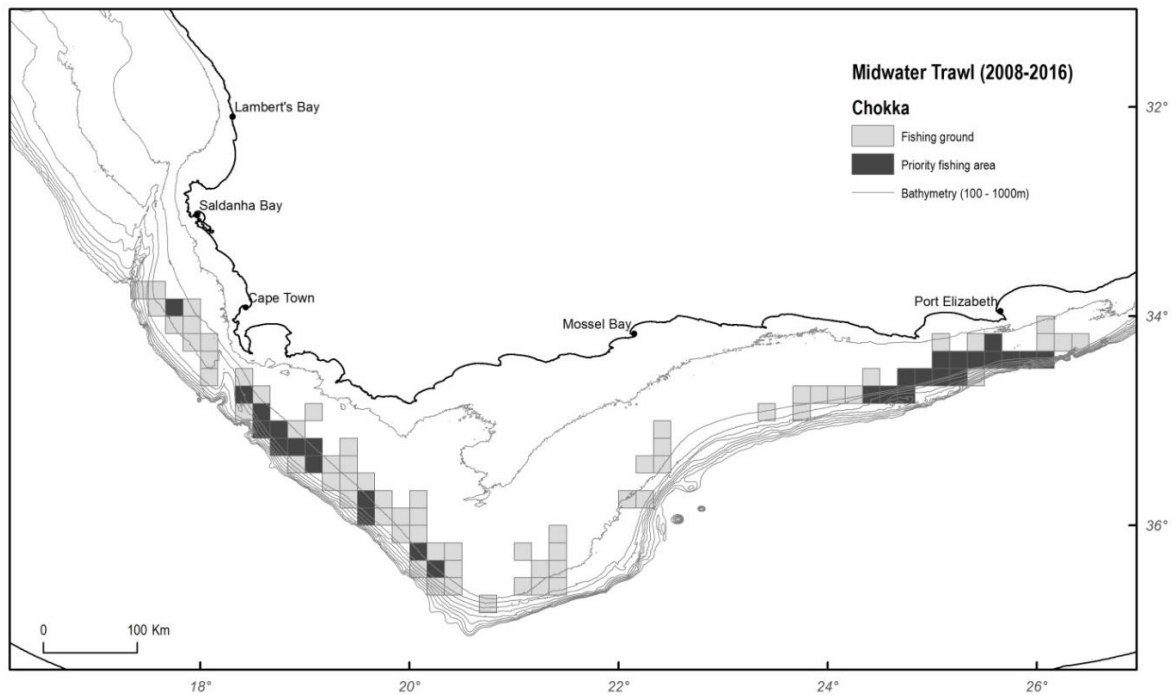 Midwater Trawl (2008-2016)
Chokka
Fishing ground
Priority fishing area
Bathymetry (100 - 1000m)
Lambert's Bay
Saldanha Bay
Cape Town
Mossel Bay
Port Elizabeth
32°
34°
36°
0 100 Km
18° 20° 22° 24° 26°